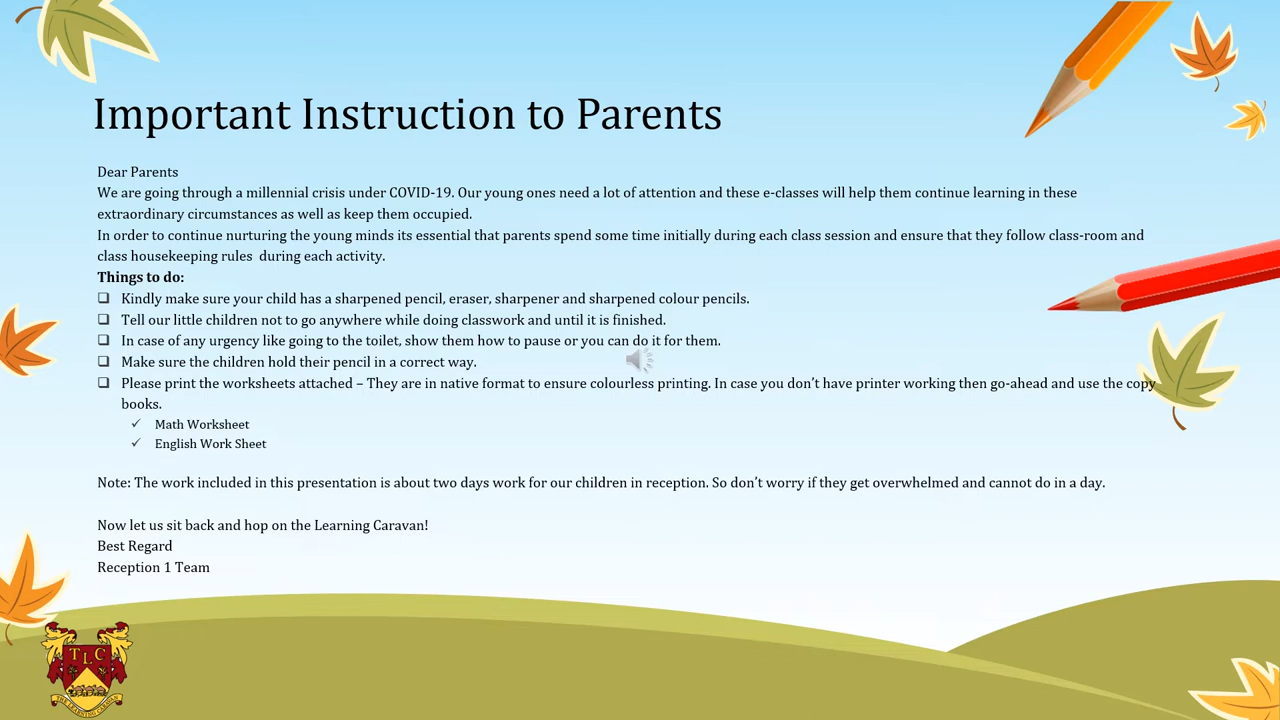 Important Instruction to Parents
Dear Parents
We are going through a millennial crisis under COVID-19. Our young ones need a lot of attention and these e-classes will help them continue learning in these
extraordinary circumstances as well as keep them occupied.
In order to continue nurturing the young minds its essential that parents spend some time initially during each class session and ensure that they follow class-room and
class housekeeping rules  during each activity.
Things to do:
❑ Kindly make sure your child has a sharpened pencil, eraser, sharpener and sharpened colour pencils.
❑ Tell our little children not to go anywhere while doing classwork and until it is finished.
❑ In case of any urgency like going to the toilet, show them how to pause or you can do it for them.
❑ Make sure the children hold their pencil in a correct way.
❑ Please print the worksheets attached – They are in native format to ensure colourless printing. In case you don’t have printer working then go-ahead and use the copy
books.
✓ Math Worksheet
✓ English Work Sheet
Note: The work included in this presentation is about two days work for our children in reception. So don’t worry if they get overwhelmed and cannot do in a day.
Now let us sit back and hop on the Learning Caravan!
Best Regard
Reception 1 Team
TLC
THE LEARNING CARAVAN